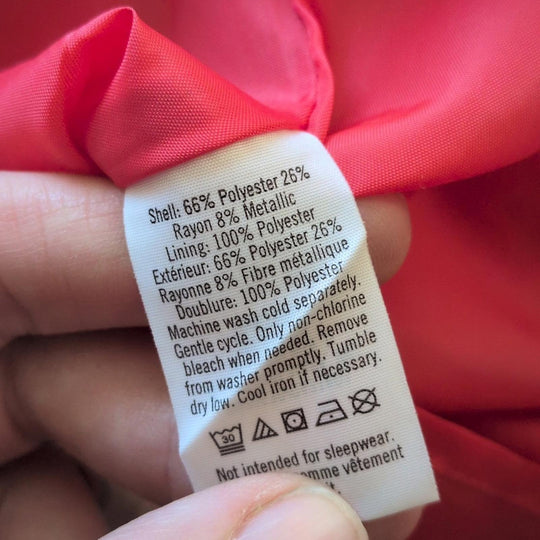 Shell: 66% Polyester 26%
Rayon 8% Metallic
Lining: 100% Polyester
Extérieur: 66% Polyester 26%
Rayonne 8% Fibre métallique
Doublure: 100% Polyester
Machine wash cold separately.
Gentle cycle. Only non-chlorine
bleach when needed. Remove
from washer promptly. Tumble
dry low. Cool iron if necessary.
30
Not intended for sleepwear.
comme vêtement